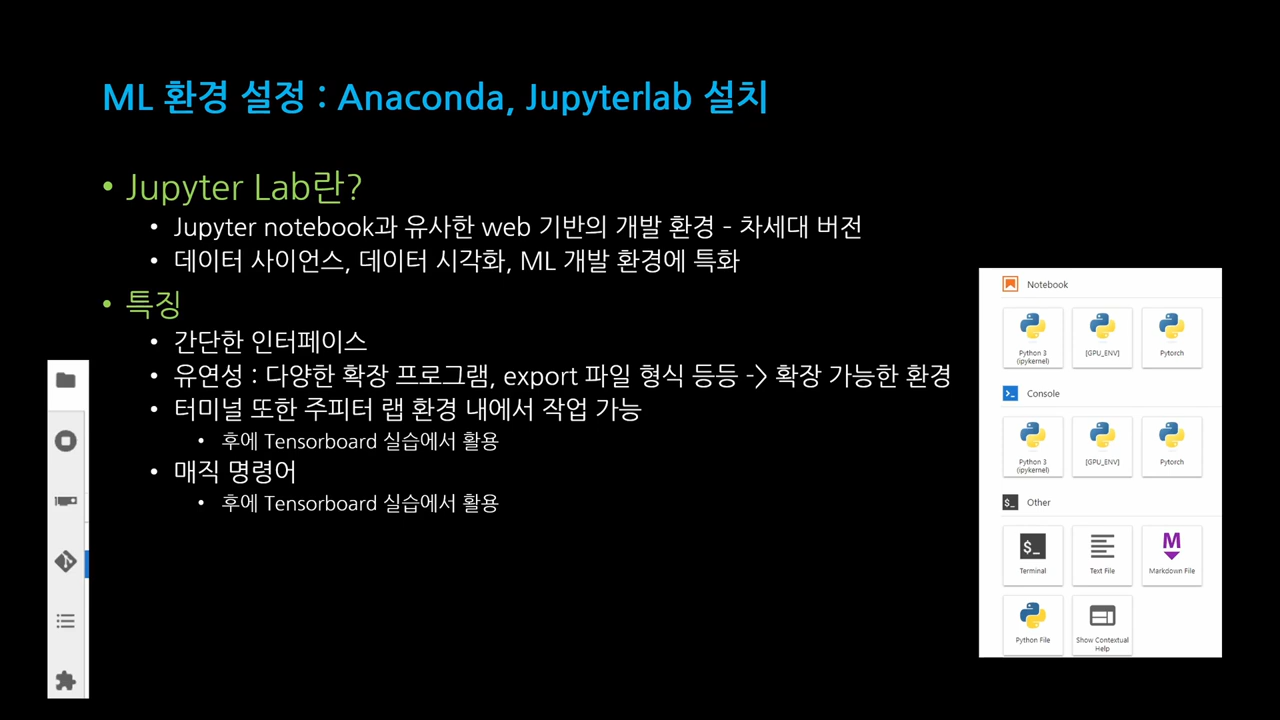 ML 환경 설정 : Anaconda, Jupyterlab 설치
• Jupyter Lab란?
• Jupyter notebook과 유사한 web 기반의 개발 환경 – 차세대 버전
• 데이터 사이언스, 데이터 시각화, ML 개발 환경에 특화
• 특징
• 간단한 인터페이스
• 유연성 : 다양한 확장 프로그램, export 파일 형식 등등 -> 확장 가능한 환경
• 터미널 또한 주피터 랩 환경 내에서 작업 가능
• 후에 Tensorboard 실습에서 활용
• 매직 명령어
• 후에 Tensorboard 실습에서 활용
Notebook
Python 3 (ipykernel)
[GPU_ENV]
Pytorch
Console
Python 3 (ipykernel)
[GPU_ENV]
Pytorch
$_ Other
$_
Terminal
Text File
M
Markdown File
Python File
Show Contextual Help